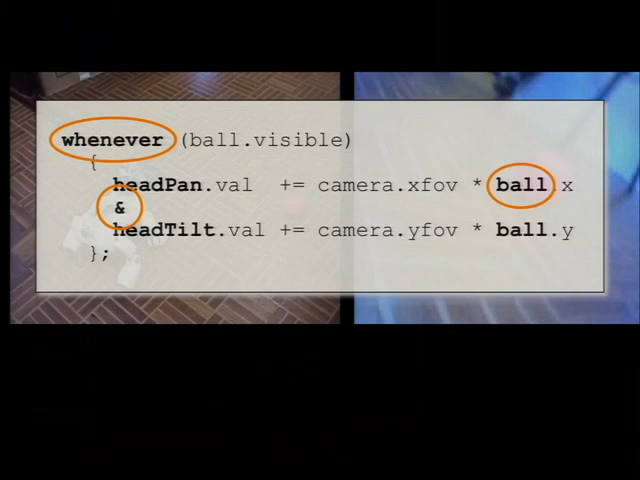 whenever (ball.visible)
{
headPan.val += camera.xfov * ball.x
&
headTilt.val += camera.yfov * ball.y
};